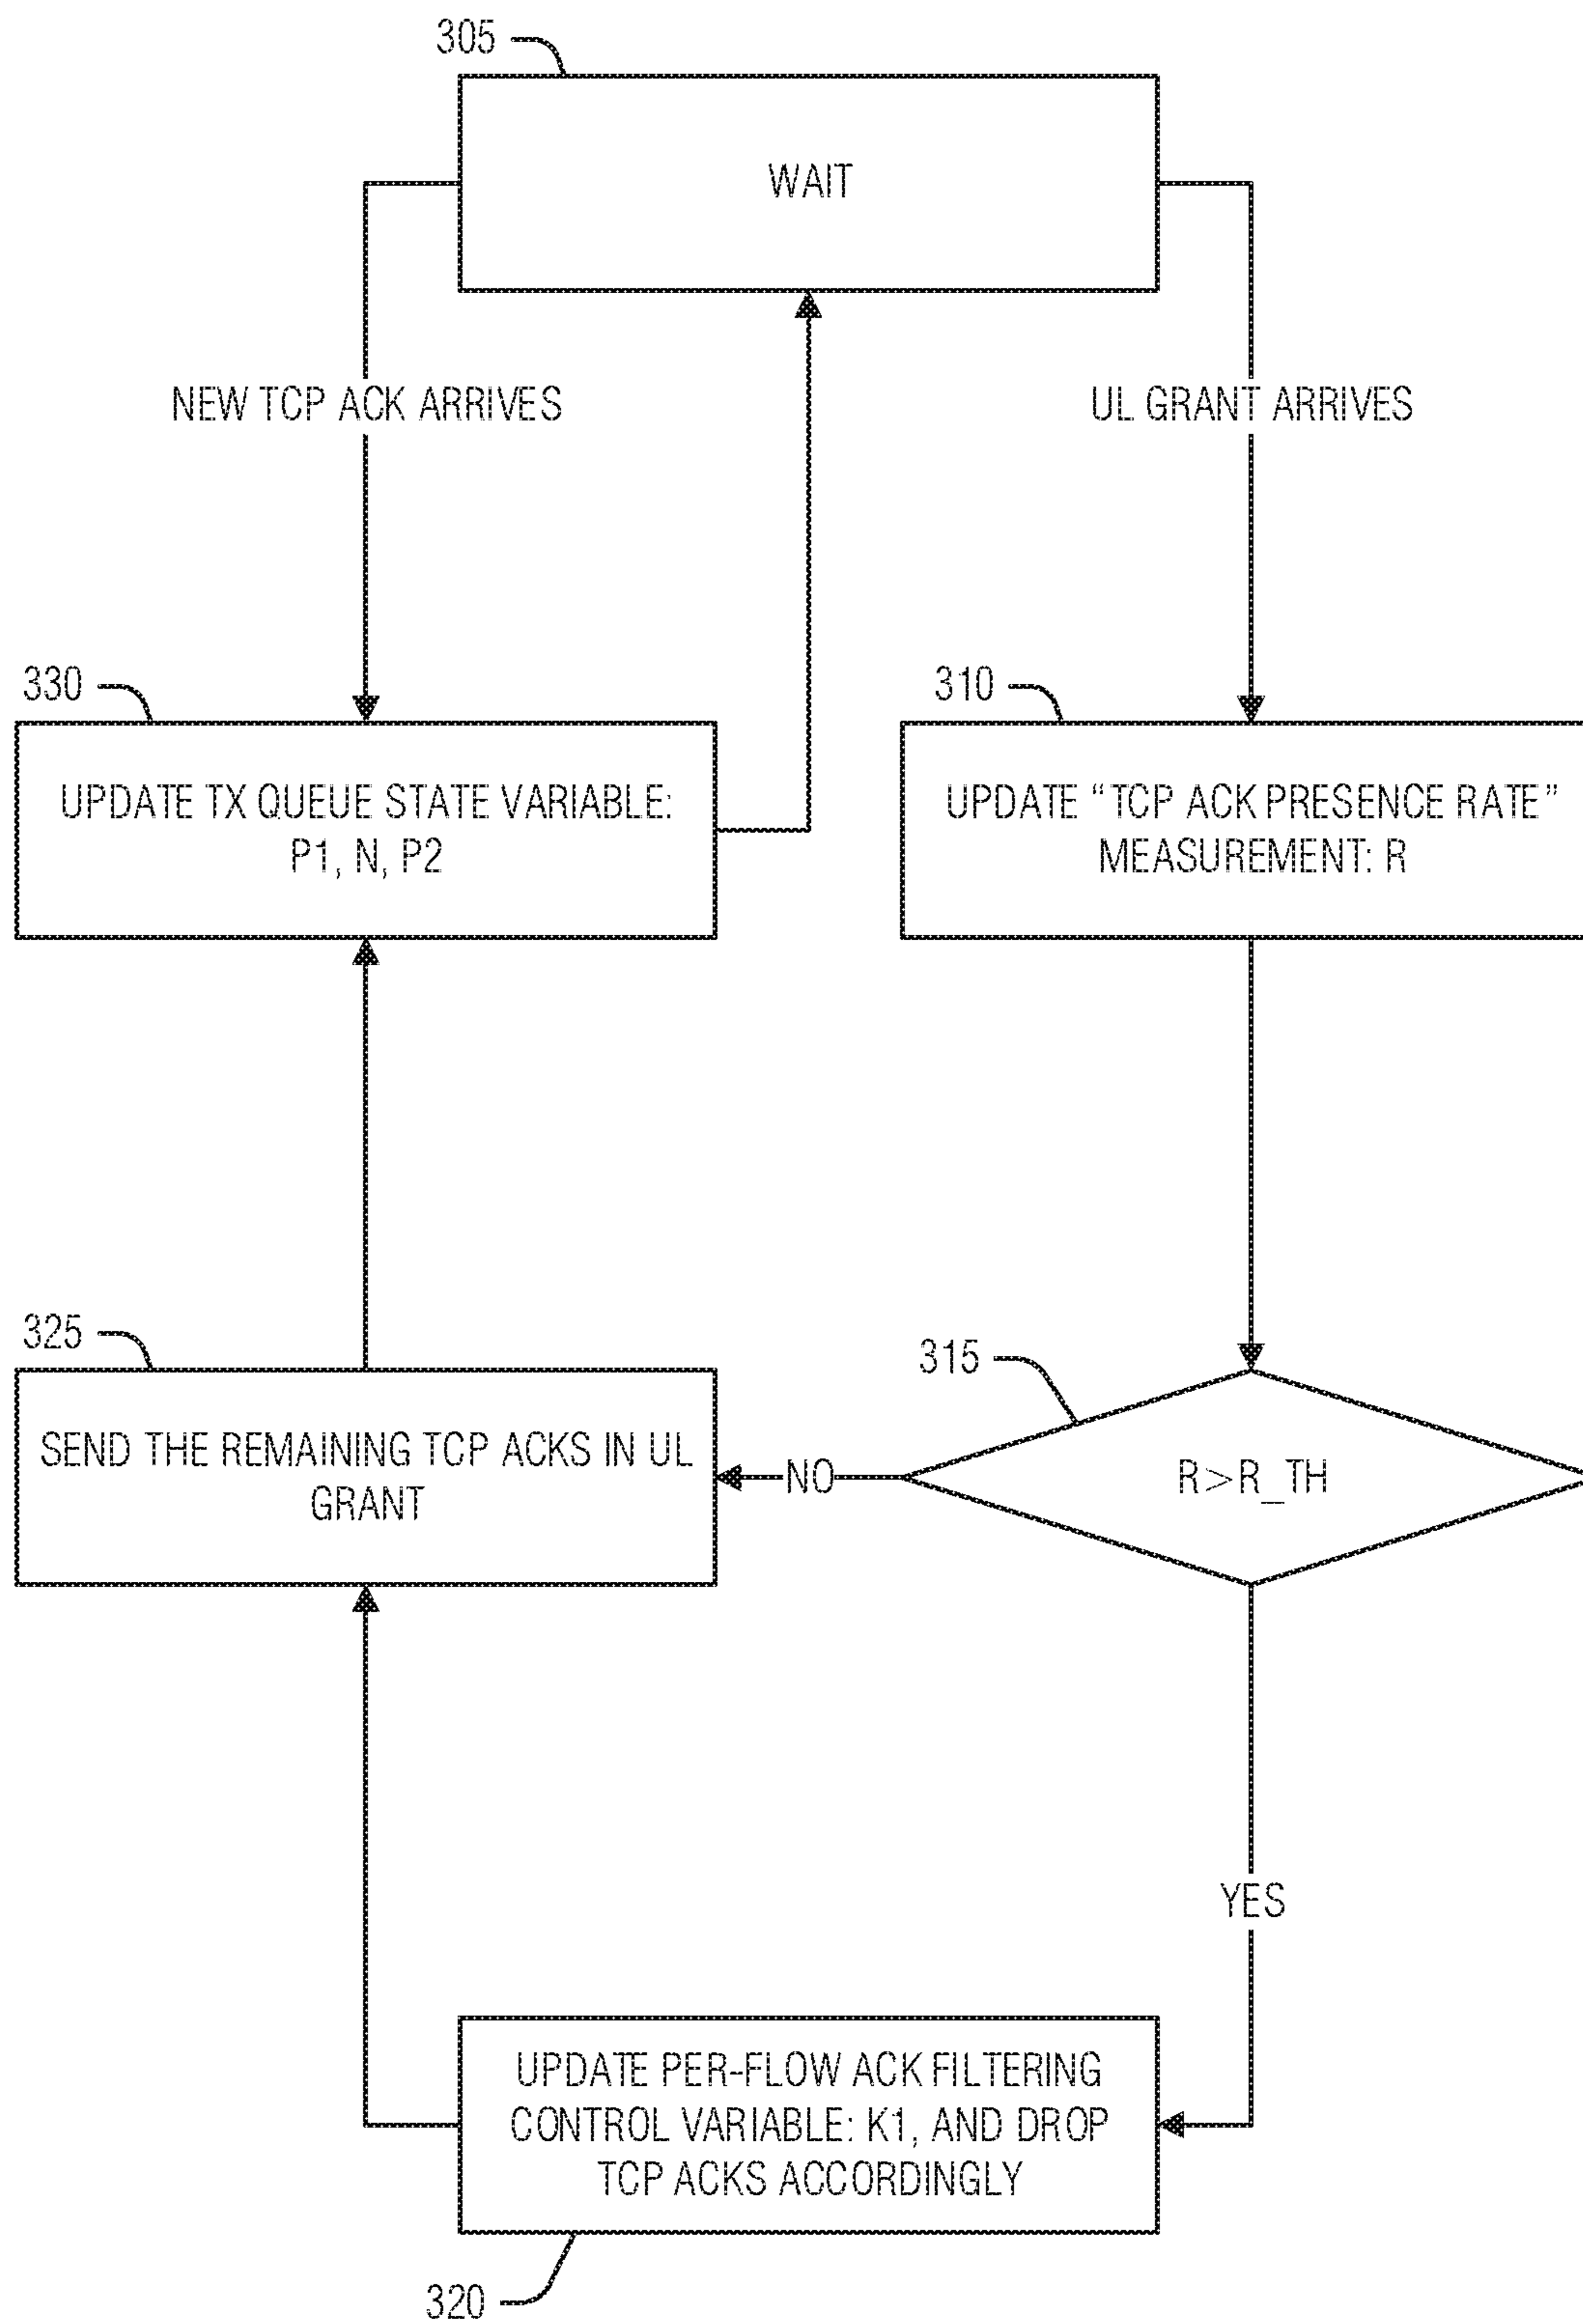 305
WAIT
NEW TCP ACK ARRIVES
UL GRANT ARRIVES
330
310
UPDATE TX QUEUE STATE VARIABLE:
P1, N, P2
UPDATE “TCP ACK PRESENCE RATE”
MEASUREMENT: R
325
315
SEND THE REMAINING TCP ACKS IN UL
GRANT
NO
R>R_TH
YES
UPDATE PER-FLOW ACK FILTERING
CONTROL VARIABLE: K1, AND DROP
TCP ACKS ACCORDINGLY
320